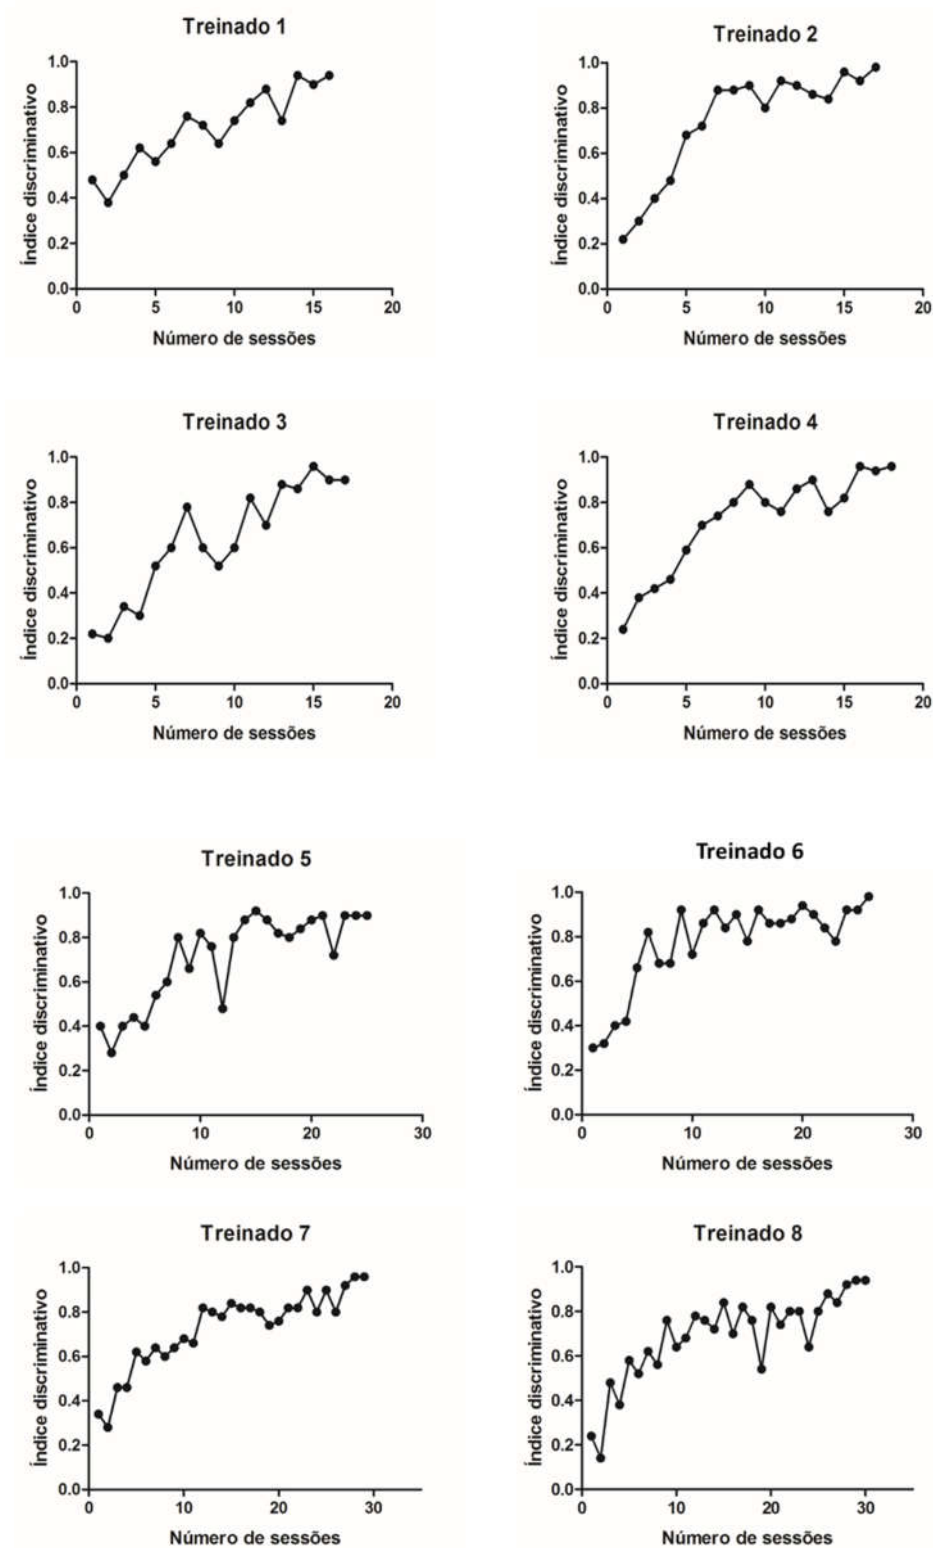 Treinado 1
Índice discriminativo
1.0
0.8
0.6
0.4
0.2
0.0
0 5 10 15 20
Número de sessões
Treinado 2
Índice discriminativo
1.0
0.8
0.6
0.4
0.2
0.0
0 5 10 15 20
Número de sessões
Treinado 3
Índice discriminativo
1.0
0.8
0.6
0.4
0.2
0.0
0 5 10 15 20
Número de sessões
Treinado 4
Índice discriminativo
1.0
0.8
0.6
0.4
0.2
0.0
0 5 10 15 20
Número de sessões
Treinado 5
Índice discriminativo
1.0
0.8
0.6
0.4
0.2
0.0
0 10 20 30
Número de sessões
Treinado 6
Índice discriminativo
1.0
0.8
0.6
0.4
0.2
0.0
0 10 20 30
Número de sessões
Treinado 7
Índice discriminativo
1.0
0.8
0.6
0.4
0.2
0.0
0 10 20 30
Número de sessões
Treinado 8
Índice discriminativo
1.0
0.8
0.6
0.4
0.2
0.0
0 10 20 30
Número de sessões